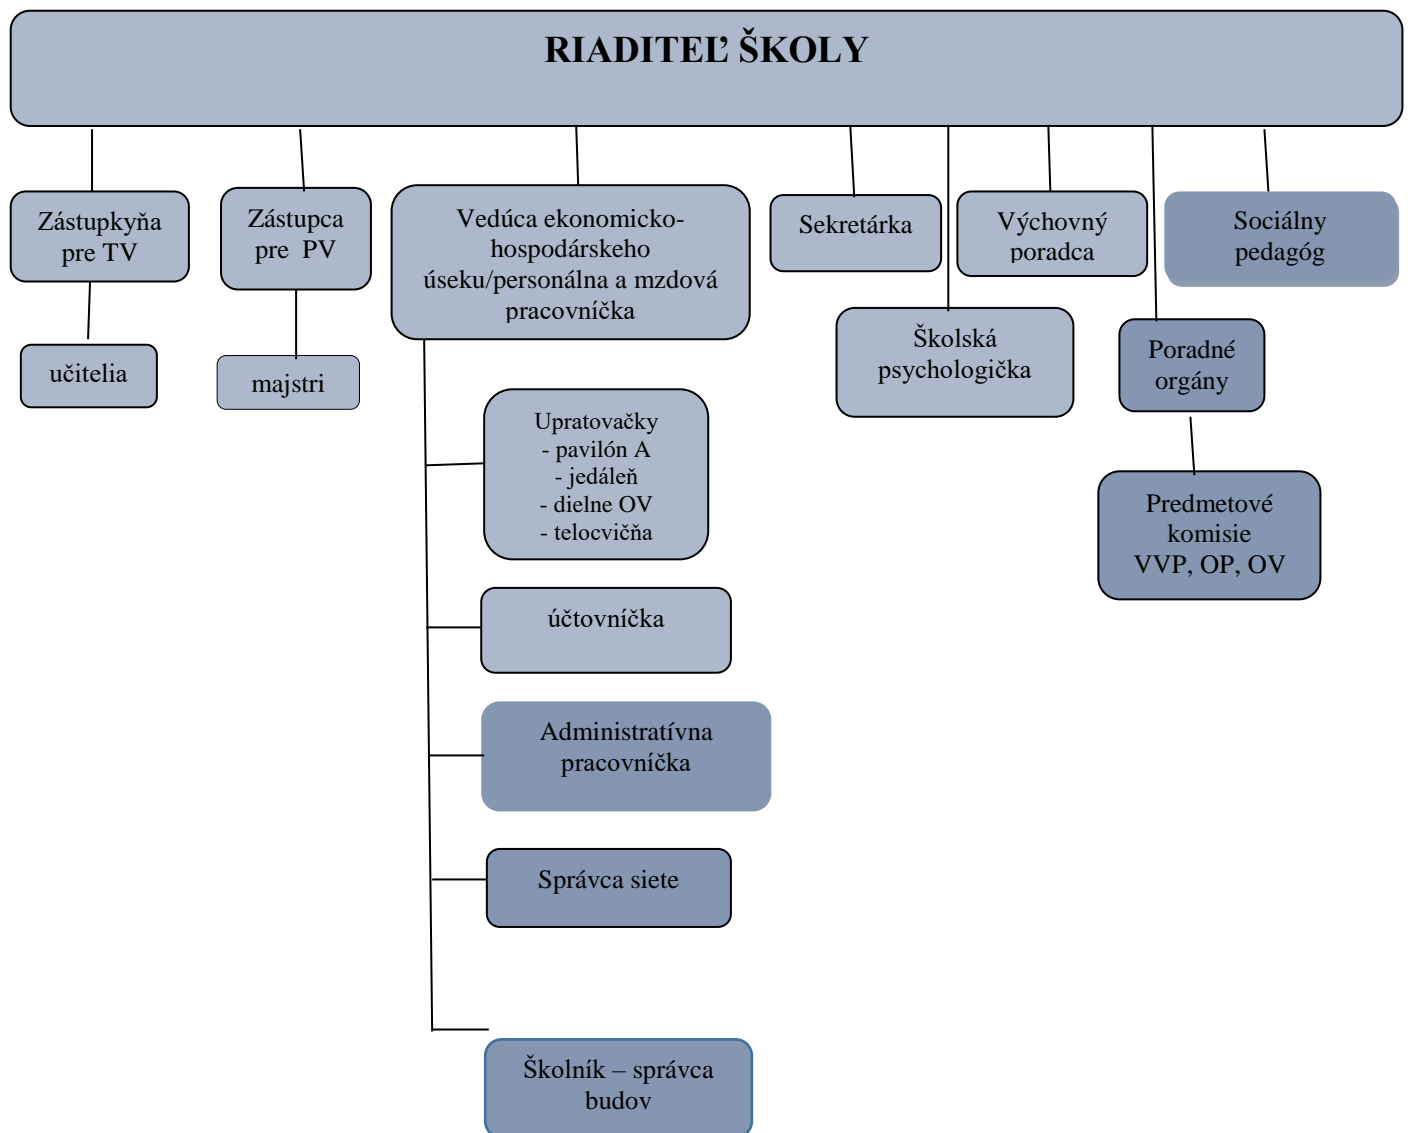 RIADITEĽ ŠKOLY
Zástupkyňa
pre TV
Zástupca
pre PV
Vedúca ekonomicko-
hospodárskeho
úseku/personálna a mzdová
pracovníčka
Sekretárka
Výchovný
poradca
Sociálny
pedagóg
Školská
psychologička
Poradné
orgány
učitelia
majstri
Upratovačky
- pavilón A
- jedáleň
- dielne OV
- telocvičňa
Predmetové
komisie
VVP, OP, OV
účtovníčka
Administratívna
pracovníčka
Správca siete
Školník – správca
budov